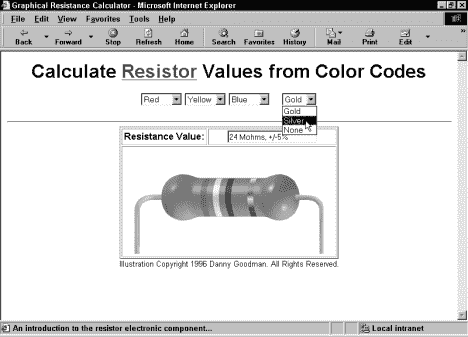 Graphical Resistance Calculator - Microsoft Internet Explorer
File Edit View Favorites Tools Help
Back Forward Stop Refresh Home Search Favorites History Mail Print Edit
Calculate Resistor Values from Color Codes
Red Yellow Blue Gold
Gold
Silver
None
Resistance Value: 24 Mohms, +/-5%
Illustration Copyright 1996 Danny Goodman. All Rights Reserved.
An introduction to the resistor electronic component... Local intranet